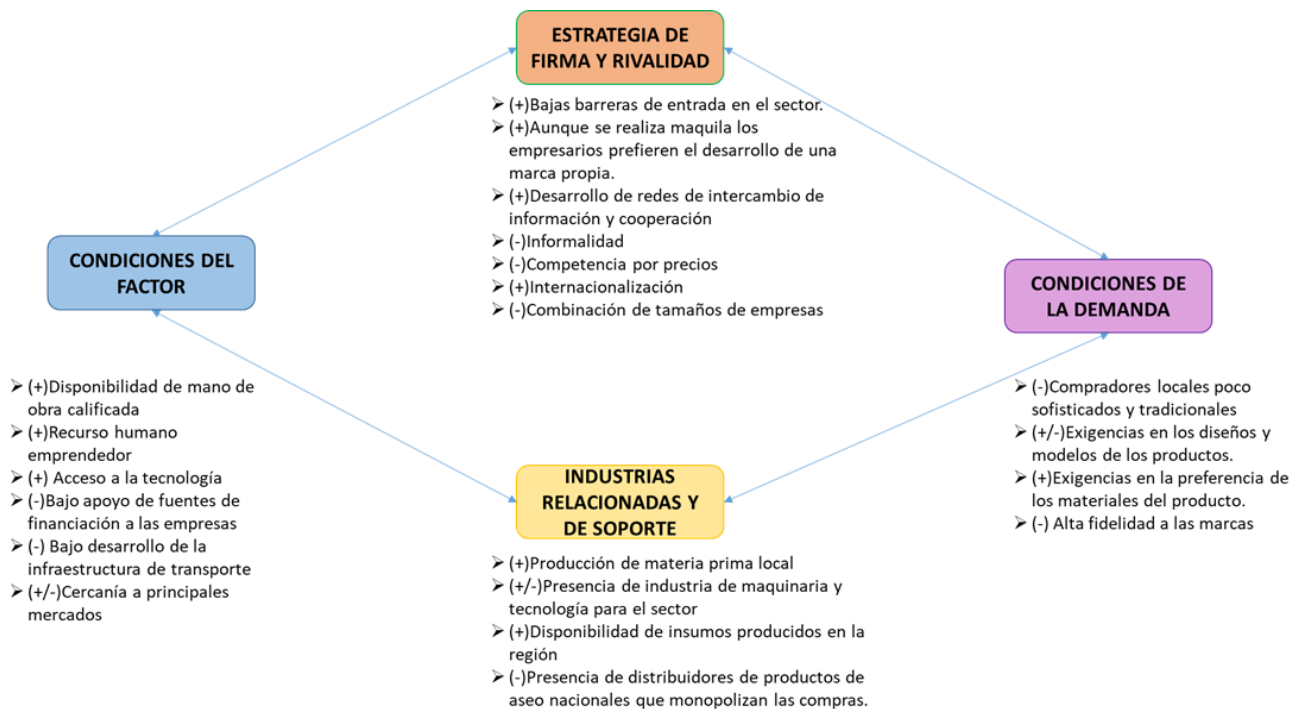 ESTRATEGIA DE
FIRMA Y RIVALIDAD
➢ (+)Bajas barreras de entrada en el sector.
➢ (+)Aunque se realiza maquila los
empresarios prefieren el desarrollo de una
marca propia.
➢ (+)Desarrollo de redes de intercambio de
información y cooperación
➢ (-)Informalidad
➢ (-)Competencia por precios
➢ (+)Internacionalización
➢ (-)Combinación de tamaños de empresas
CONDICIONES DEL
FACTOR
➢ (+)Disponibilidad de mano de
obra calificada
➢ (+)Recurso humano
emprendedor
➢ (+) Acceso a la tecnología
➢ (-)Bajo apoyo de fuentes de
financiación a las empresas
➢ (-) Bajo desarrollo de la
infraestructura de transporte
➢ (+/-)Cercanía a principales
mercados
CONDICIONES DE
LA DEMANDA
➢ (-)Compradores locales poco
sofisticados y tradicionales
➢ (+/-)Exigencias en los diseños y
modelos de los productos.
➢ (+)Exigencias en la preferencia de
los materiales del producto.
➢ (-) Alta fidelidad a las marcas
INDUSTRIAS
RELACIONADAS Y
DE SOPORTE
➢ (+)Producción de materia prima local
➢ (+/-)Presencia de industria de maquinaria y
tecnología para el sector
➢ (+)Disponibilidad de insumos producidos en la
región
➢ (-)Presencia de distribuidores de productos de
aseo nacionales que monopolizan las compras.